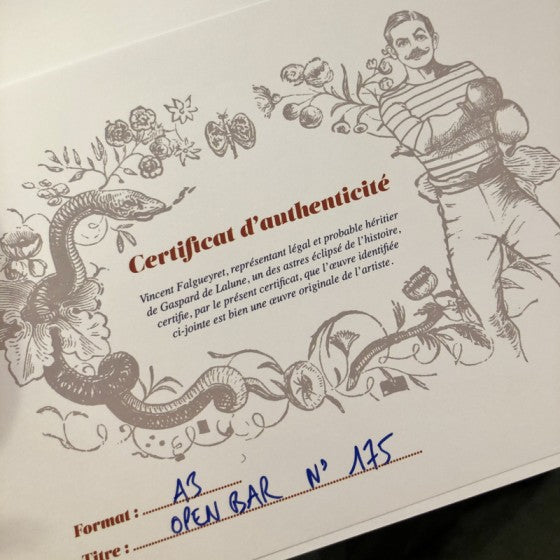 Certificat d'authenticité
Vincent Falgueyret, représentant légal et probable héritier
de Gaspard de Lalune, un des astres éclipsé de l'histoire,
certifie, par le présent certificat, que l'œuvre identifiée
ci-jointe est bien une œuvre originale de l'artiste.
Format : A3
Titre : OPEN BAR N° 175